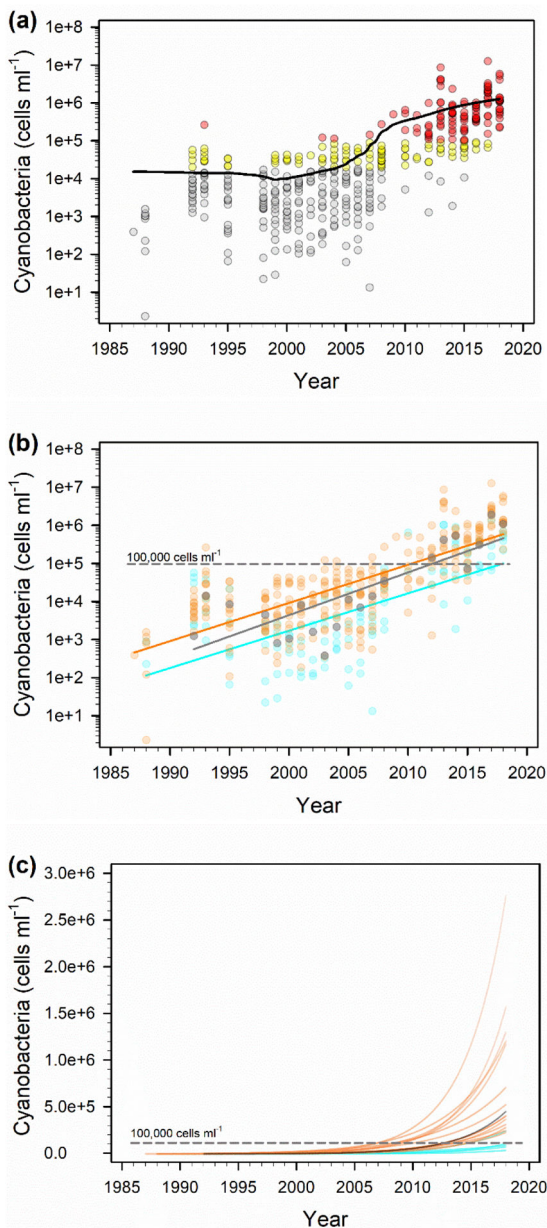 (a)
Cyanobacteria (cells ml⁻¹)
1e+8
1e+7
1e+6
1e+5
1e+4
1e+3
1e+2
1e+1
1985 1990 1995 2000 2005 2010 2015 2020
Year
(b)
Cyanobacteria (cells ml⁻¹)
1e+8
1e+7
1e+6
1e+5
1e+4
1e+3
1e+2
1e+1
100,000 cells ml⁻¹
1985 1990 1995 2000 2005 2010 2015 2020
Year
(c)
Cyanobacteria (cells ml⁻¹)
3.0e+6
2.5e+6
2.0e+6
1.5e+6
1.0e+6
5.0e+5
0.0
100,000 cells ml⁻¹
1985 1990 1995 2000 2005 2010 2015 2020
Year